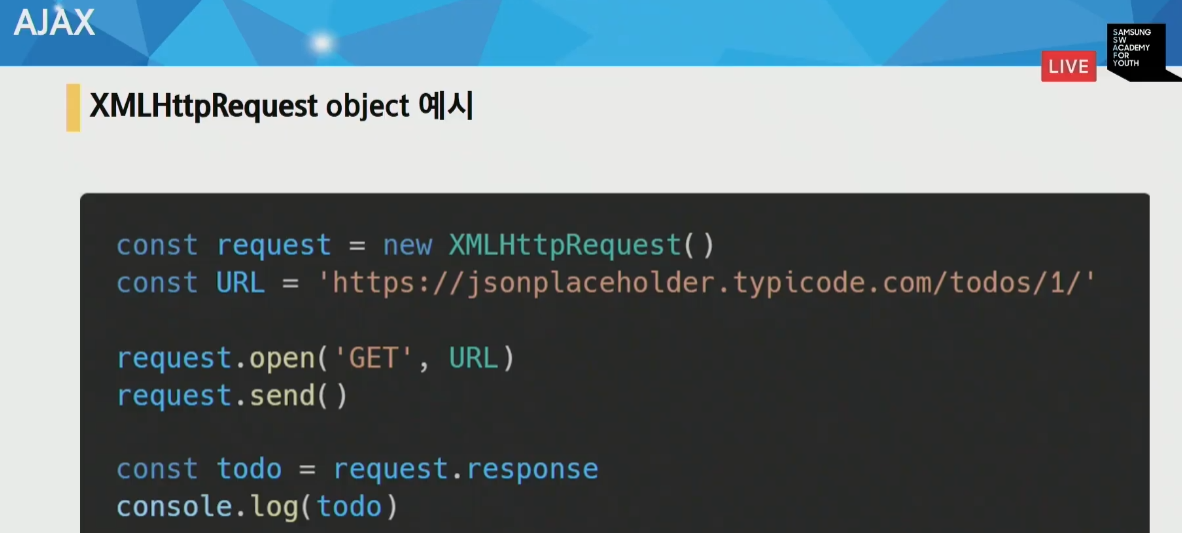 AJAX
LIVE
SAMSUNG
SW
ACADEMY
FOR
YOUTH
XMLHttpRequest object 예시
const request = new XMLHttpRequest()
const URL = 'https://jsonplaceholder.typicode.com/todos/1/'
request.open('GET', URL)
request.send()
const todo = request.response
console.log(todo)